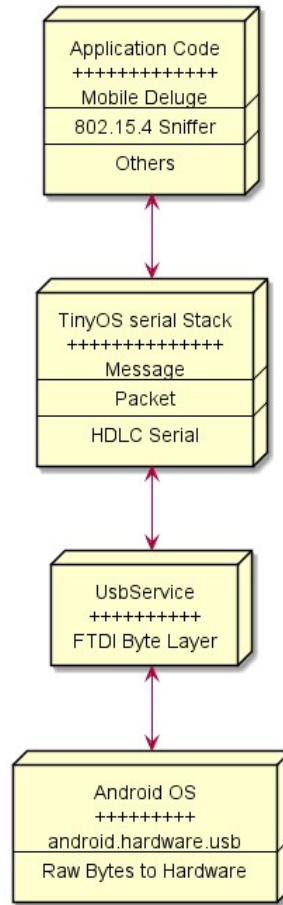 Application Code
+++++++++++++
Mobile Deluge
802.15.4 Sniffer
Others
TinyOS serial Stack
++++++++++++++
Message
Packet
HDLC Serial
UsbService
++++++++++
FTDI Byte Layer
Android OS
+++++++++
android.hardware.usb
Raw Bytes to Hardware